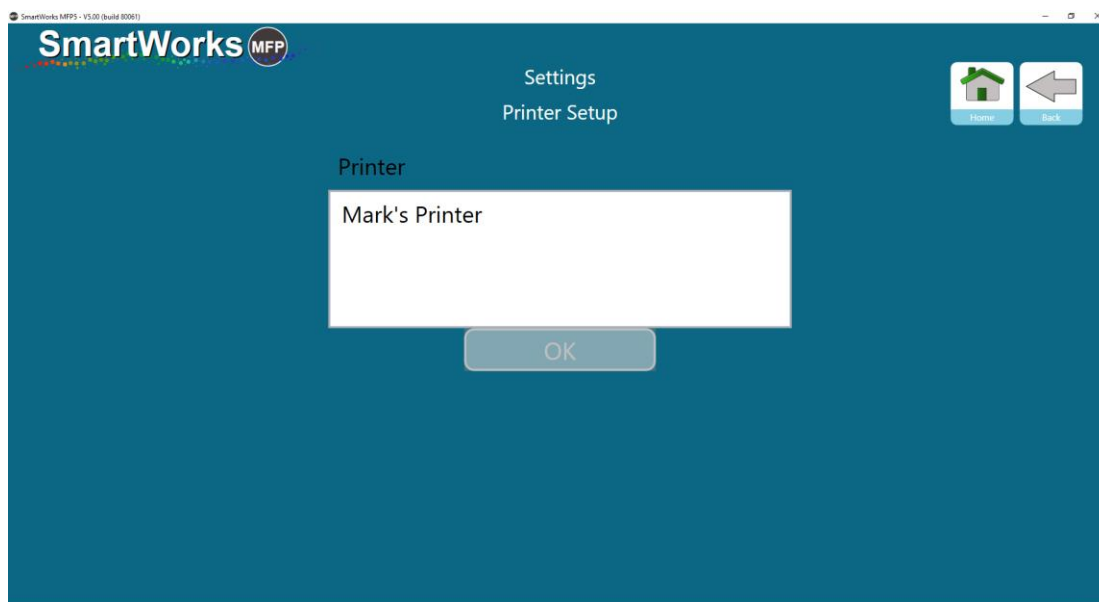 SmartWorks MFP5 - V5.00 (build 80061)
SmartWorks MFP
Settings
Printer Setup
Home
Back
Printer
Mark's Printer
OK